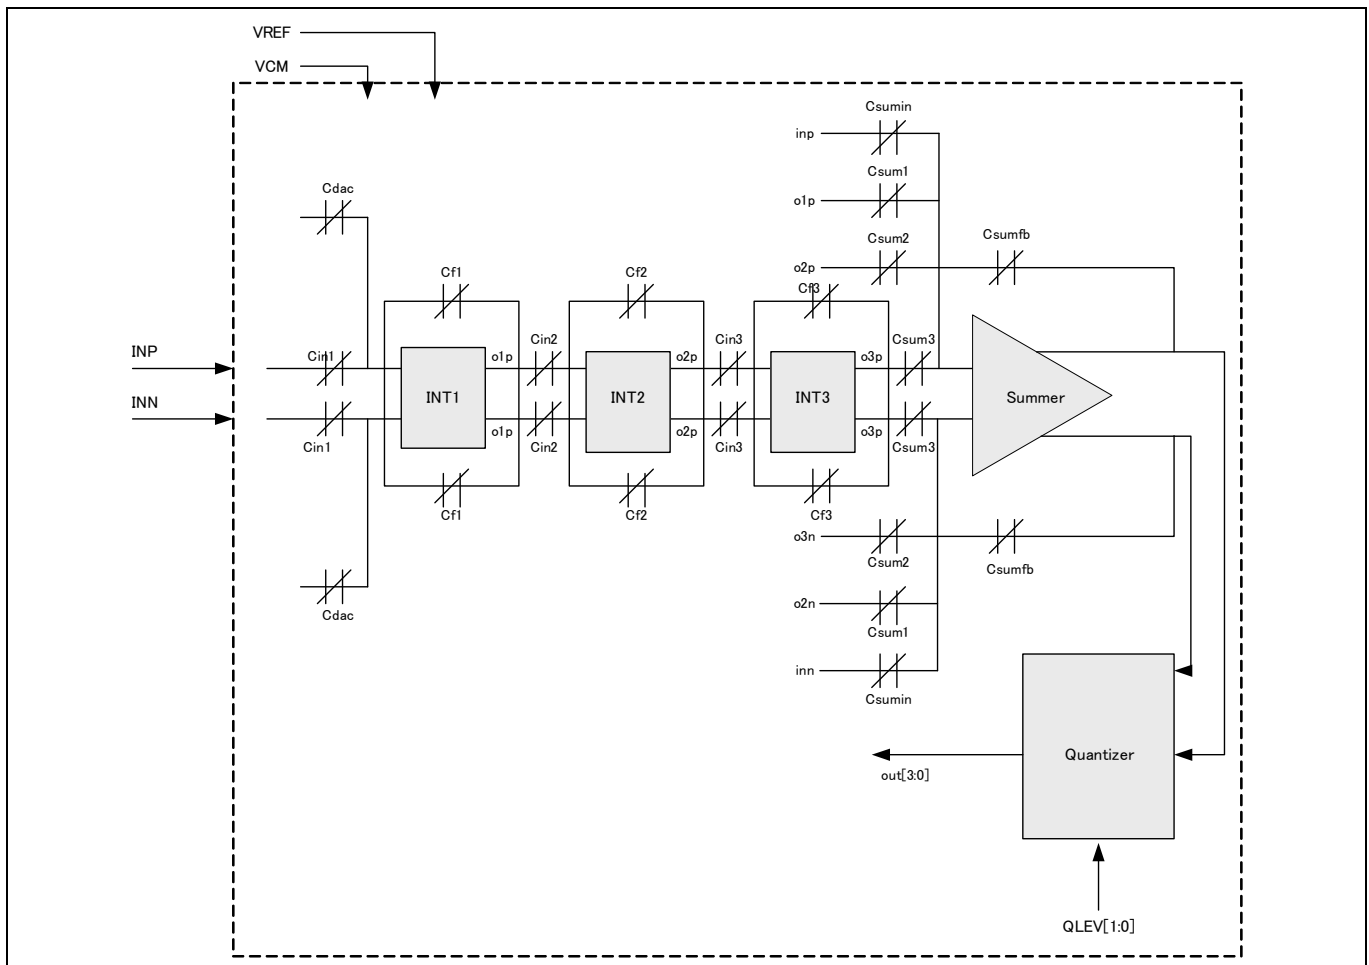 VREF
VCM
Csumin
inp
Csum1
o1p
Cdac
Csum2
Csumfb
o2p
Cf1
Cf2
Cf3
INP
Cin1
o1p
Cin2
o2p
Cin3
o3p
Csum3
INT1
INT2
INT3
Summer
INN
Cin1
o1p
Cin2
o2p
Cin3
o3p
Csum3
Cf1
Cf2
Cf3
o3n
Csum2
Csumfb
Cdac
o2n
Csum1
inn
Csumin
Quantizer
out[3:0]
QLEV[1:0]